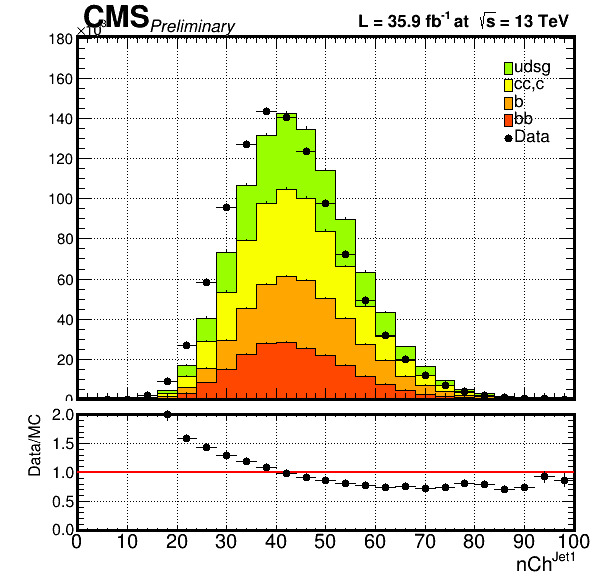 CMS Preliminary L = 35.9 fb⁻¹ at √s = 13 TeV
×10³
180
160
140
120
100
80
60
40
20
0
udsg
cc,c
b
bb
Data
Data/MC
2.0
1.5
1.0
0.5
0.0
0 10 20 30 40 50 60 70 80 90 100
nCh^Jet1